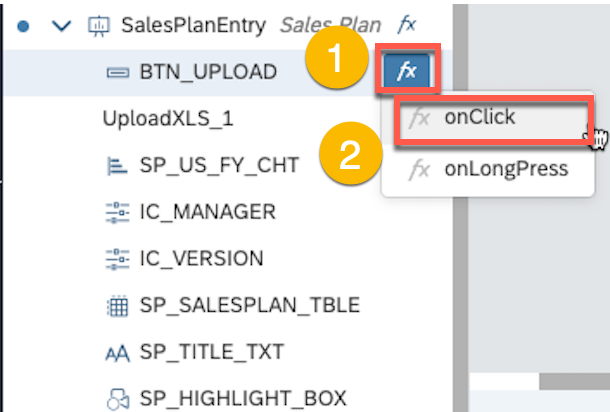 SalesPlanEntry Sales Plan fx
1
BTN_UPLOAD fx
UploadXLS_1 fx onClick
2
SP_US_FY_CHT fx onLongPress
IC_MANAGER
IC_VERSION
SP_SALESPLAN_TBLE
AA SP_TITLE_TXT
SP_HIGHLIGHT_BOX